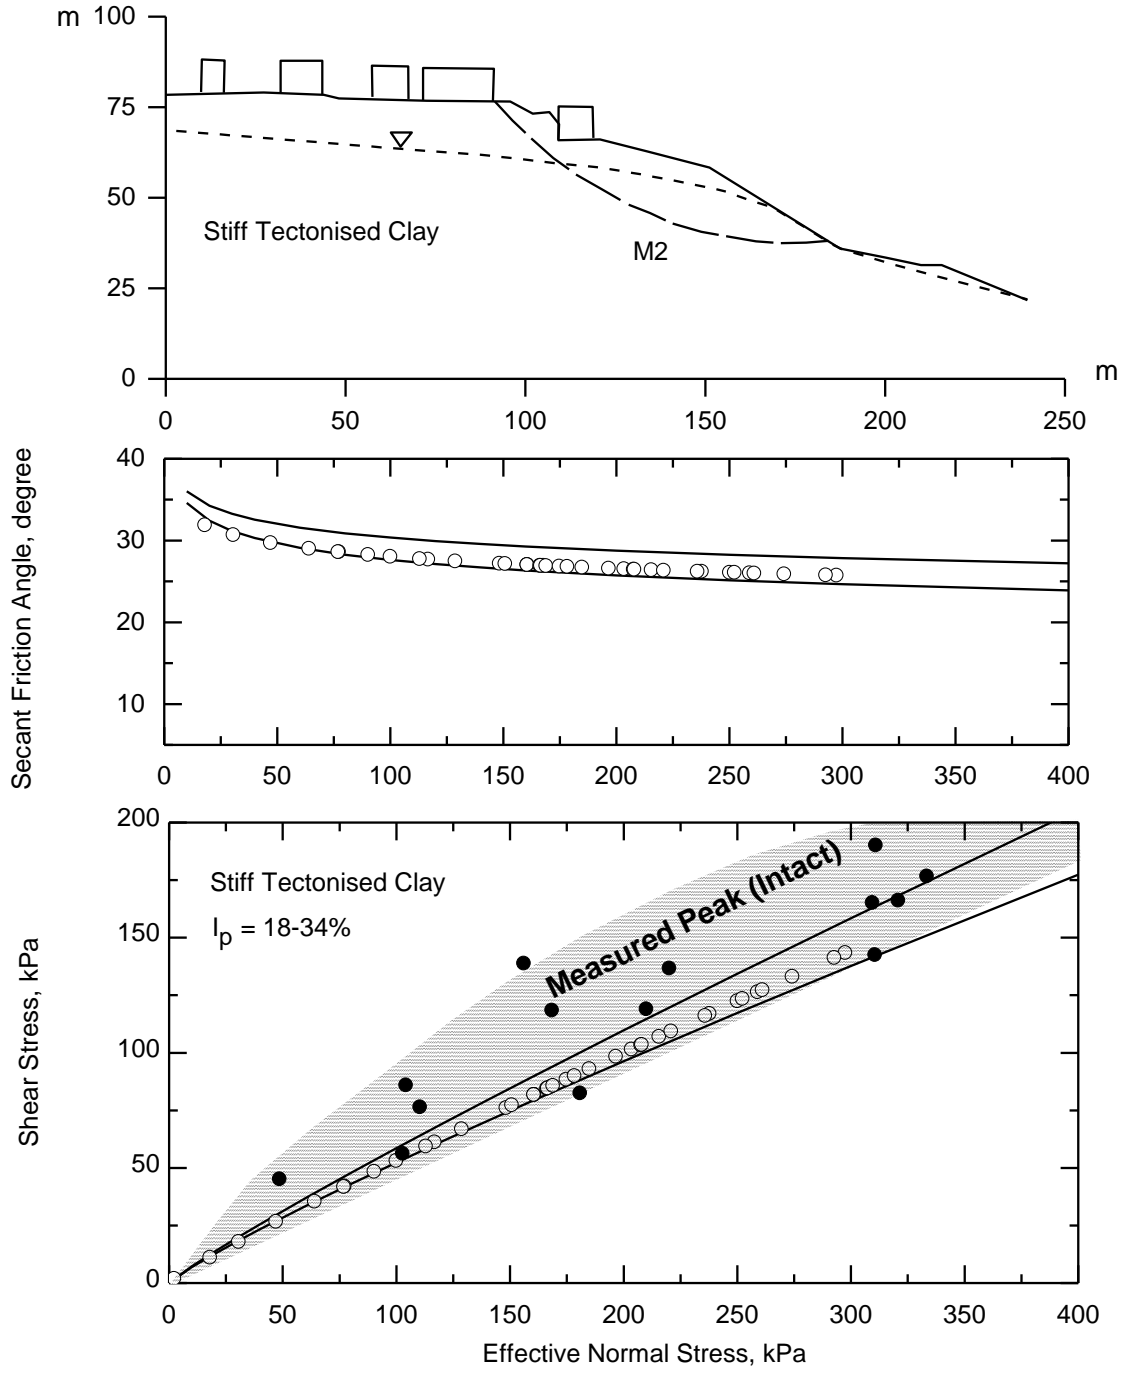 m 100
75
50
25
0
Stiff Tectonised Clay
M2
m
0 50 100 150 200 250
Secant Friction Angle, degree
40
30
20
10
0 50 100 150 200 250 300 350 400
Shear Stress, kPa
200
150
100
50
0
Stiff Tectonised Clay
Ip = 18-34%
Measured Peak (Intact)
0 50 100 150 200 250 300 350 400
Effective Normal Stress, kPa